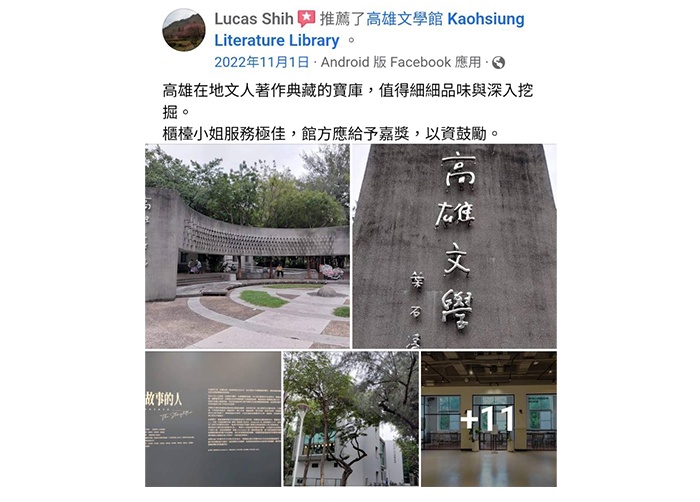 Lucas Shih 推薦了高雄文學館 Kaohsiung
Literature Library 。
2022年11月1日 · Android 版 Facebook 應用 ·
高雄在地文人著作典藏的寶庫，值得細細品味與深入挖
掘。
櫃檯小姐服務極佳，館方應給予嘉獎，以資鼓勵。
高雄
高雄文學
葉石
故事的人
+11